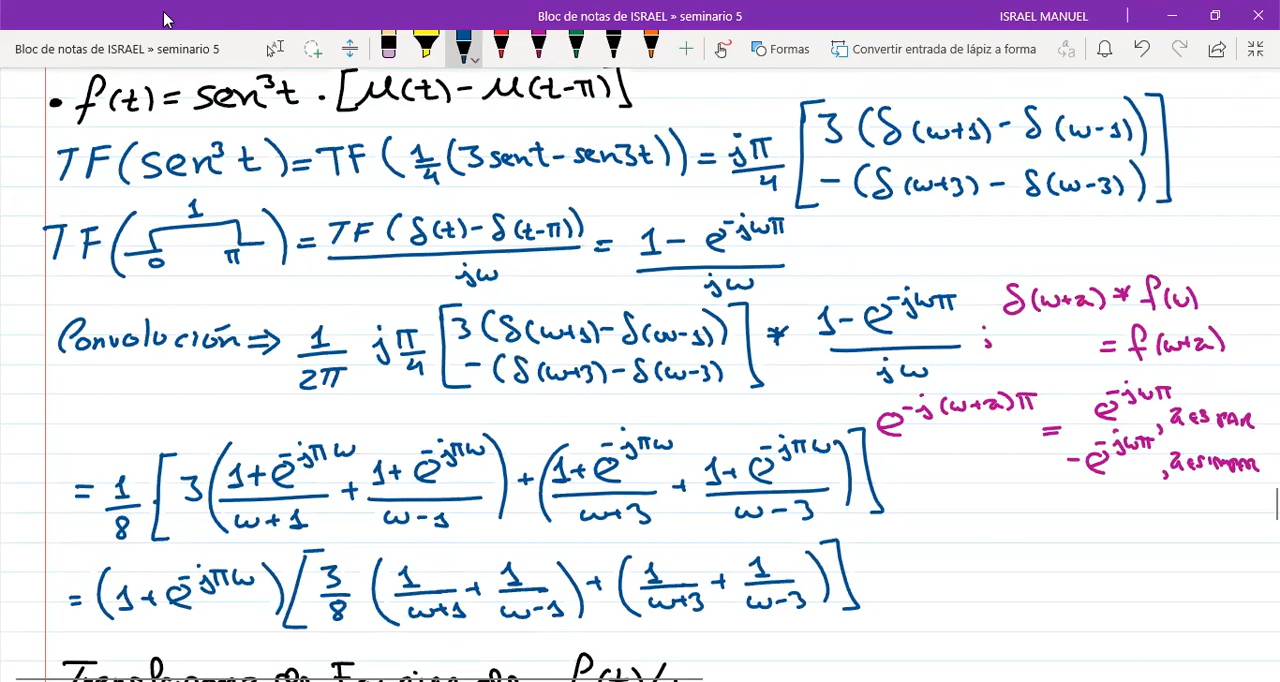 Bloc de notas de ISRAEL » seminario 5
ISRAEL MANUEL
Bloc de notas de ISRAEL » seminario 5
Formas
Convertir entrada de lápiz a forma
• f(t) = sen³t · [μ(t) - μ(t-π)]
TF(sen³ t) = TF(1/4(3sent - sen3t)) = jπ/4 [3(δ(ω+1) - δ(ω-1)) - (δ(ω+3) - δ(ω-3))]
TF( 1 0 π ) = TF(δ(t) - δ(t-π))/jω = 1 - e^-jωπ/jω
Convolución ⇒ 1/2π jπ/4 [3(δ(ω+1) - δ(ω-1)) - (δ(ω+3) - δ(ω-3)] * 1 - e^-jωπ/jω ; δ(ω+a) * f(ω)
= f(ω+a)
e^-j(ω+a)π = e^-jωπ, a ES PAR
-e^-jωπ, a ES IMPAR
= 1/8 [3(1+e^-jπω/ω+1 + 1+e^-jπω/ω-1) + (1+e^-jπω/ω+3 + 1+e^-jπω/ω-3)]
= (1+e^-jπω)[3/8 (1/ω+1 + 1/ω-1) + (1/ω+3 + 1/ω-3)]